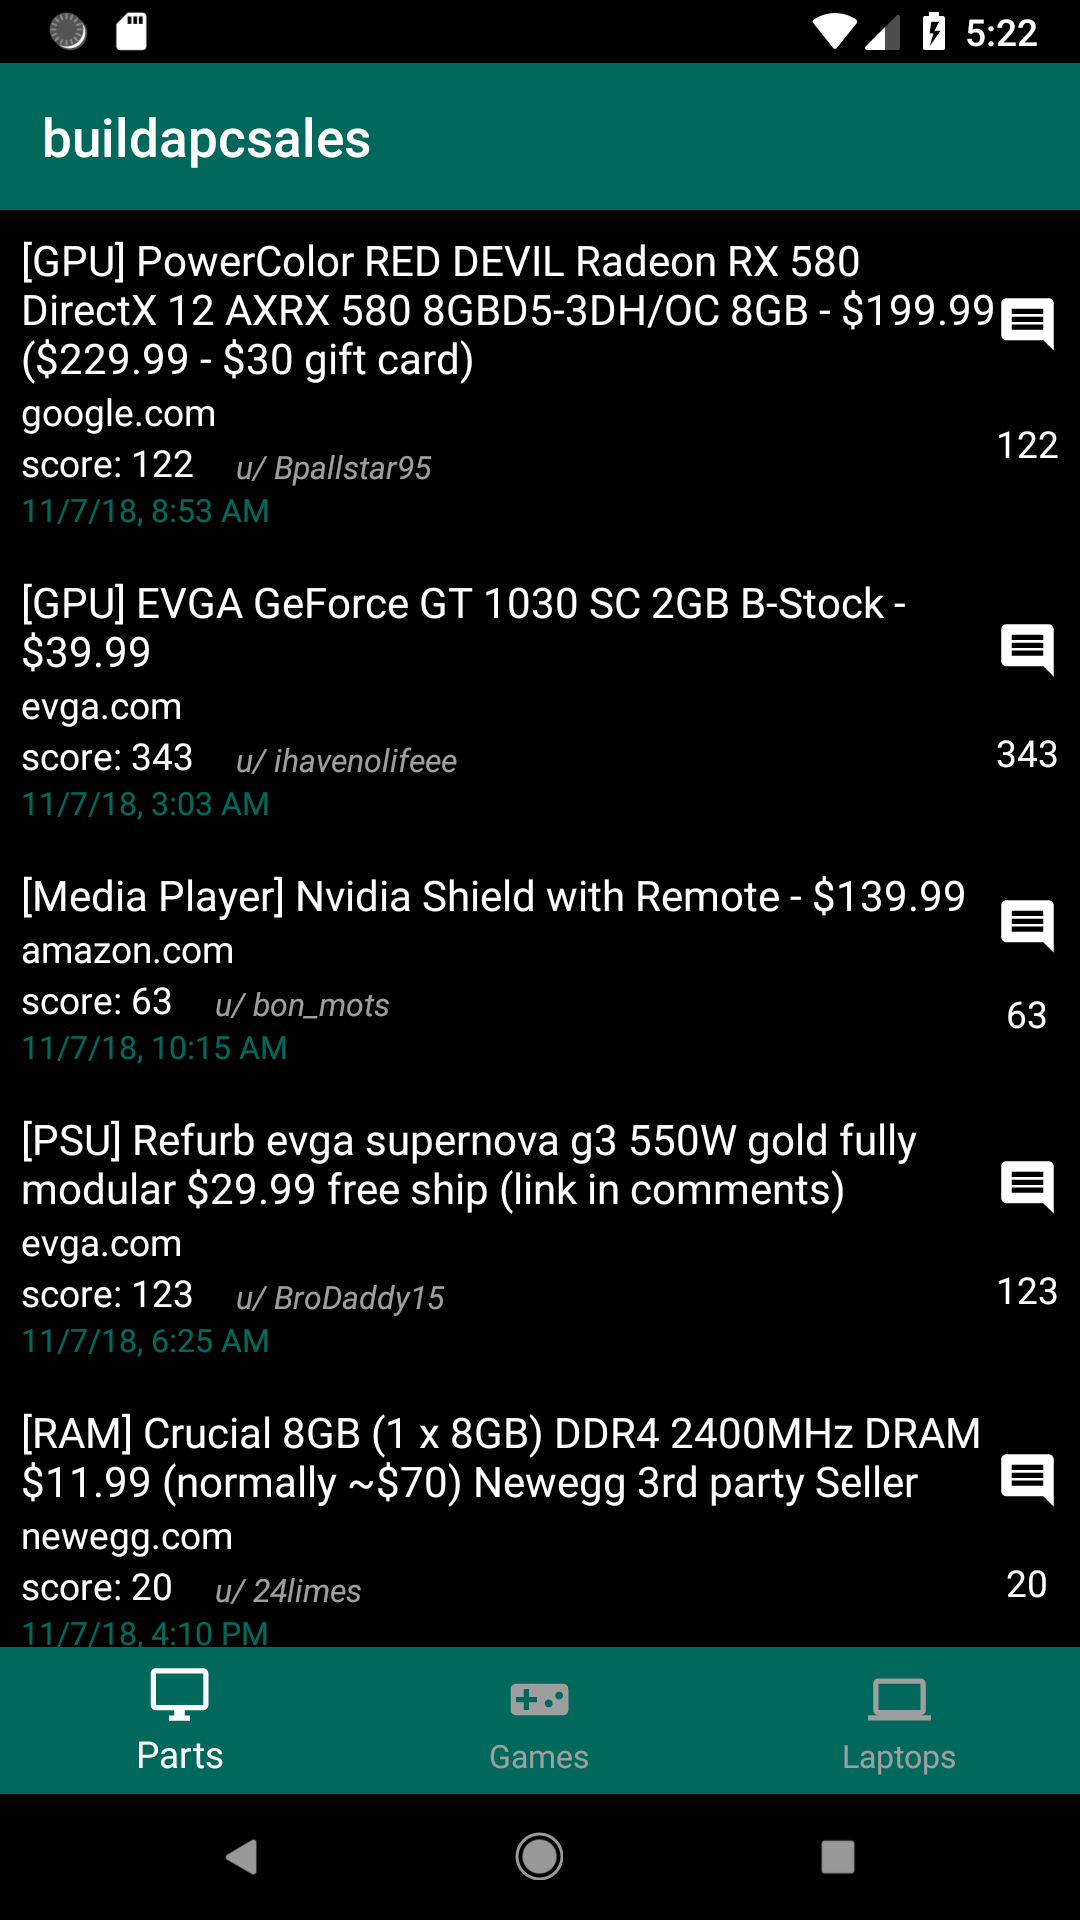 5:22
buildapcsales
[GPU] PowerColor RED DEVIL Radeon RX 580
DirectX 12 AXRX 580 8GBD5-3DH/OC 8GB - $199.99
($229.99 - $30 gift card)
google.com
score: 122 u/ Bpallstar95
122
11/7/18, 8:53 AM
[GPU] EVGA GeForce GT 1030 SC 2GB B-Stock -
$39.99
evga.com
score: 343 u/ ihavenolifeee
343
11/7/18, 3:03 AM
[Media Player] Nvidia Shield with Remote - $139.99
amazon.com
score: 63 u/ bon_mots
63
11/7/18, 10:15 AM
[PSU] Refurb evga supernova g3 550W gold fully
modular $29.99 free ship (link in comments)
evga.com
score: 123 u/ BroDaddy15
123
11/7/18, 6:25 AM
[RAM] Crucial 8GB (1 x 8GB) DDR4 2400MHz DRAM
$11.99 (normally ~$70) Newegg 3rd party Seller
newegg.com
score: 20 u/ 24limes
20
11/7/18, 4:10 PM
Parts Games Laptops